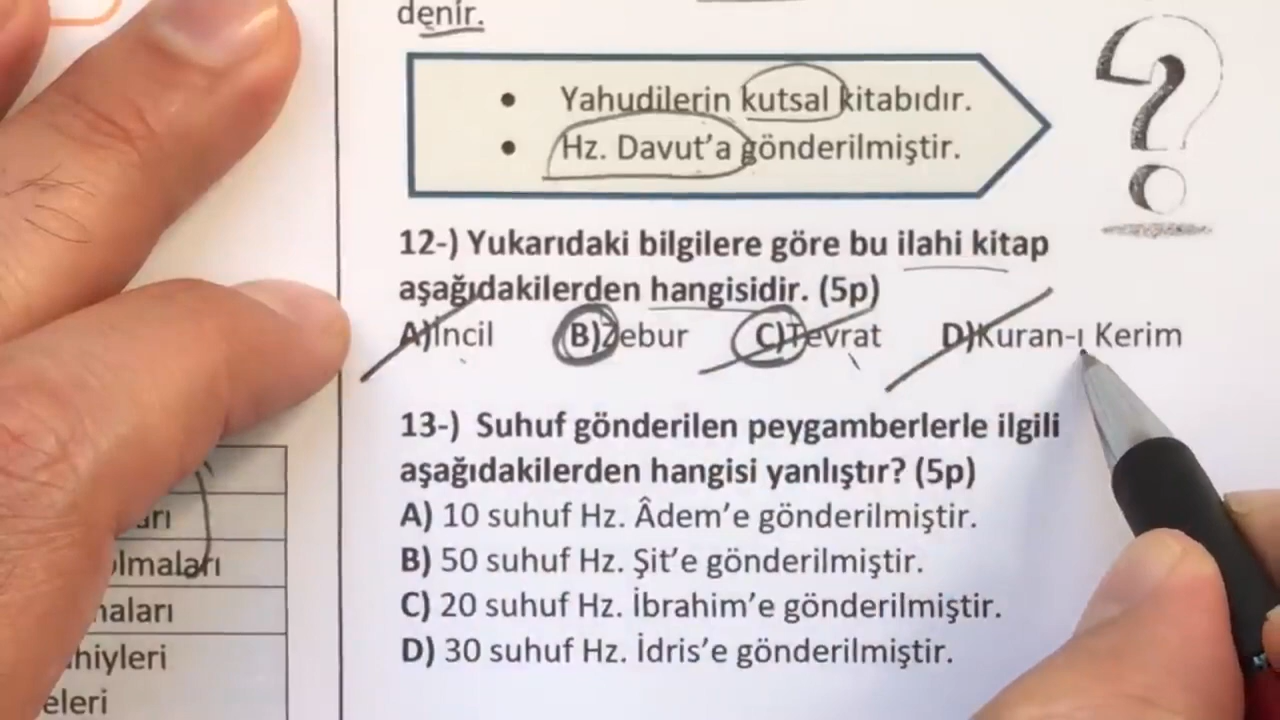 denir.
• Yahudilerin kutsal kitabıdır.
• Hz. Davut'a gönderilmiştir.
12-) Yukarıdaki bilgilere göre bu ilahi kitap
aşağıdakilerden hangisidir. (5p)
A)İncil B)Zebur C)Tevrat D)Kuran-ı Kerim
13-) Suhuf gönderilen peygamberlerle ilgili
aşağıdakilerden hangisi yanlıştır? (5p)
A) 10 suhuf Hz. Âdem'e gönderilmiştir.
B) 50 suhuf Hz. Şit'e gönderilmiştir.
C) 20 suhuf Hz. İbrahim'e gönderilmiştir.
D) 30 suhuf Hz. İdris'e gönderilmiştir.